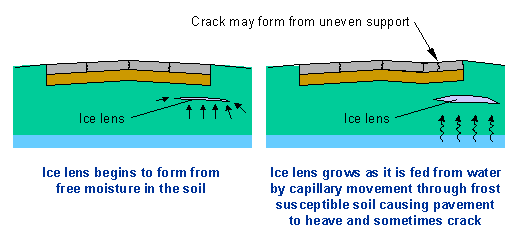 Crack may form from uneven support
Ice lens
Ice lens
Ice lens begins to form from
free moisture in the soil
Ice lens grows as it is fed from water
by capillary movement through frost
susceptible soil causing pavement
to heave and sometimes crack